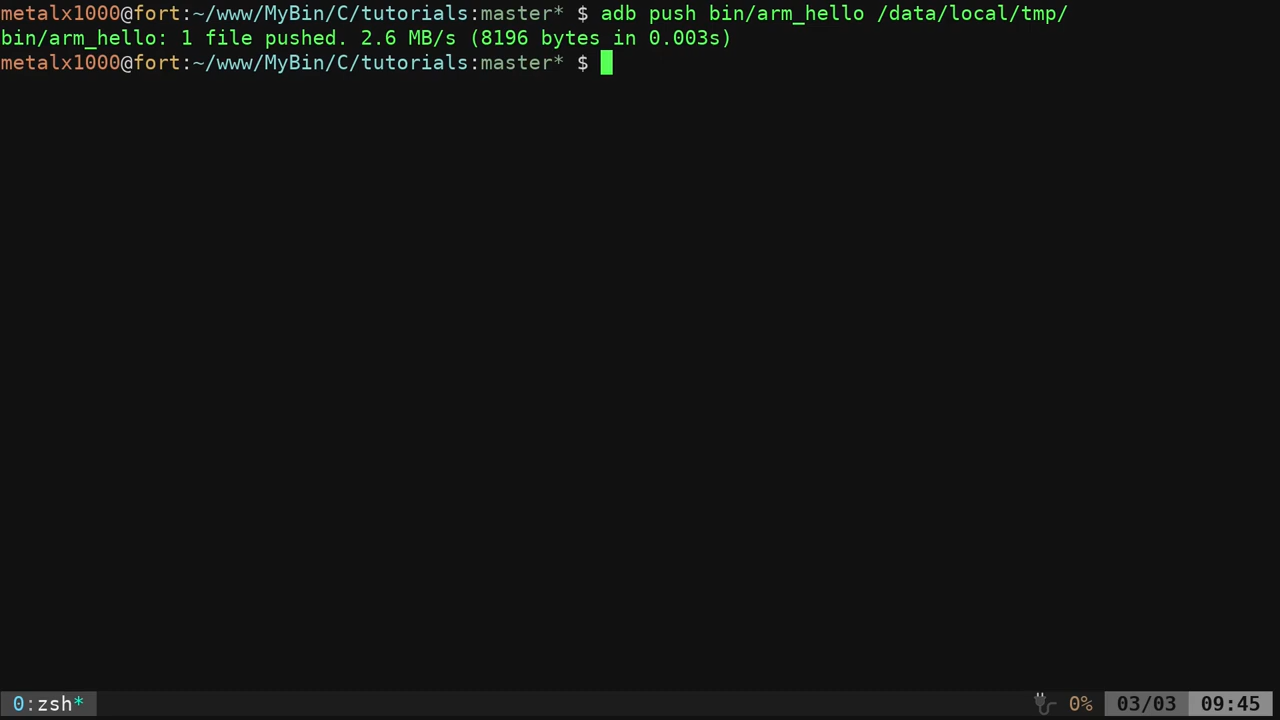 metalx1000@fort:~/www/MyBin/C/tutorials:master* $ adb push bin/arm_hello /data/local/tmp/
bin/arm_hello: 1 file pushed. 2.6 MB/s (8196 bytes in 0.003s)
metalx1000@fort:~/www/MyBin/C/tutorials:master* $
0:zsh* 0% 03/03 09:45